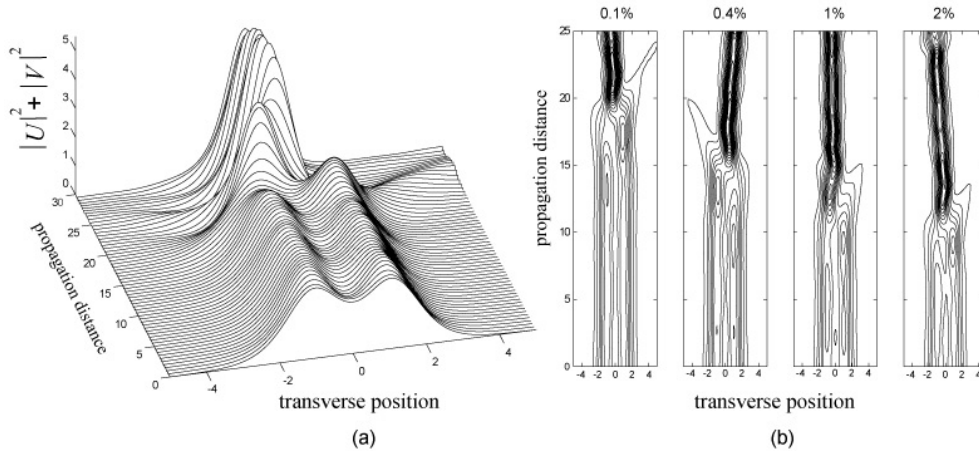 |U|² + |V|²
5
4
3
2
1
0
30
25
20
15
10
5
0
propagation distance
-4
-2
0
2
4
transverse position
(a)
0.1%
0.4%
1%
2%
propagation distance
25
20
15
10
5
0
-4 -2 0 2 4
-4 -2 0 2 4
-4 -2 0 2 4
-4 -2 0 2 4
transverse position
(b)